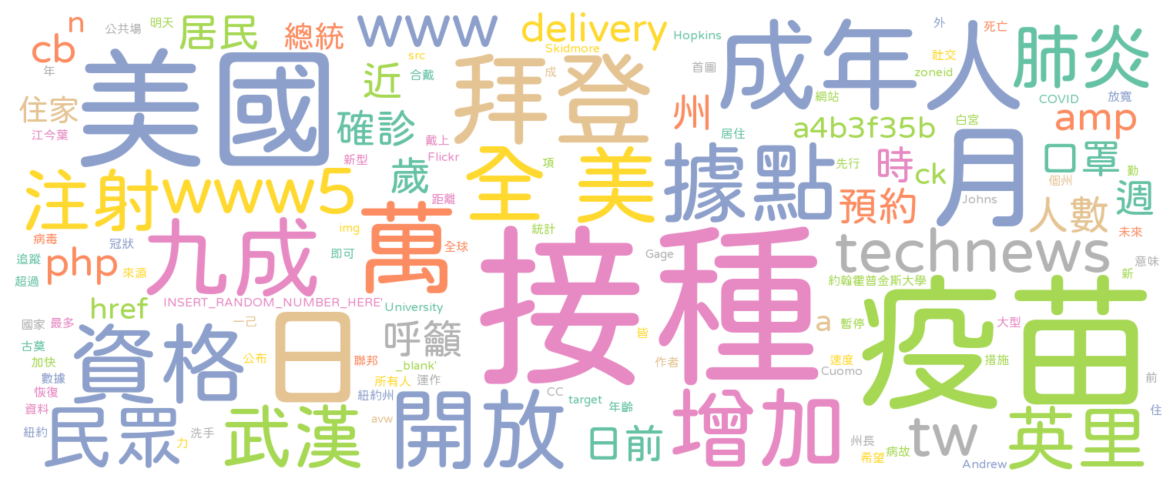 n
cb
公共場
明天
居民
總統
www
src
合戴
delivery
Skidmore
Hopkins
成年人
外
死亡
肺炎
社交
zoneid
年
美國
近
拜登
成
首圖
網站
COVID
放寬
住家
確診
州
a4b3f35b
白宮
amp
江今葉
戴上
居住
新型
Flickr
項
先行
時
ck
月
口罩
勤
注射
www5
歲
全美
據點
個州
距離
預約
Johns
人數
週
病毒
冠狀
九成
img
萬
全球
統計
technews
未來
追蹤
php
來源
即可
接種
Gage
意味
超過
約翰霍普金斯大學
新
href
INSERT_RANDOM_NUMBER_HERE'
University
疫苗
國家
最多
一己
日
呼籲
皆
a
暫停
大型
古莫
資格
公布
聯邦
_blank'
作者
速度
措施
加快
Cuomo
前
數據
所有人
運作
恢復
紐約州
CC
target
年齡
資料
開放
增加
住
紐約
民眾
力
洗手
武漢
avw
日前
州長
病故
tw
英里
希望
Andrew